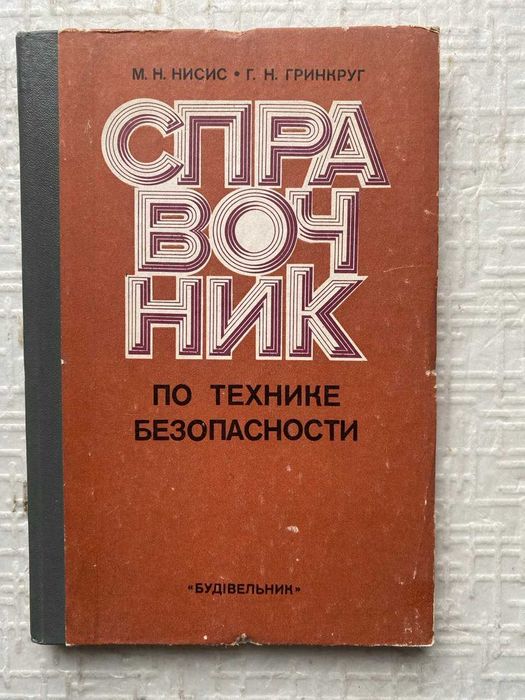 М. Н. НИСИС • Г. Н. ГРИНКРУГ
СПРА
ВОЧ
НИК
ПО ТЕХНИКЕ
БЕЗОПАСНОСТИ
«БУДІВЕЛЬНИК»